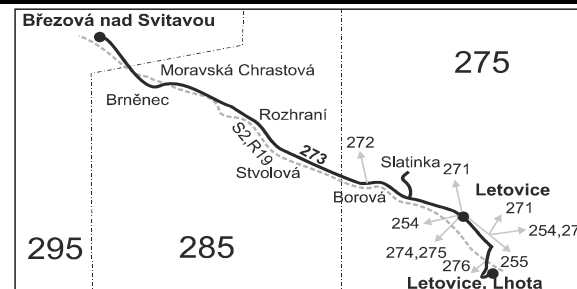 Březová nad Svitavou
275
Moravská Chrastová
Brněnec
Rozhraní
S2,R19
273
272
Stvolová
Slatinka
271
Borová
Letovice
271
254
254,27
274,275
295
285
276
255
Letovice, Lhota